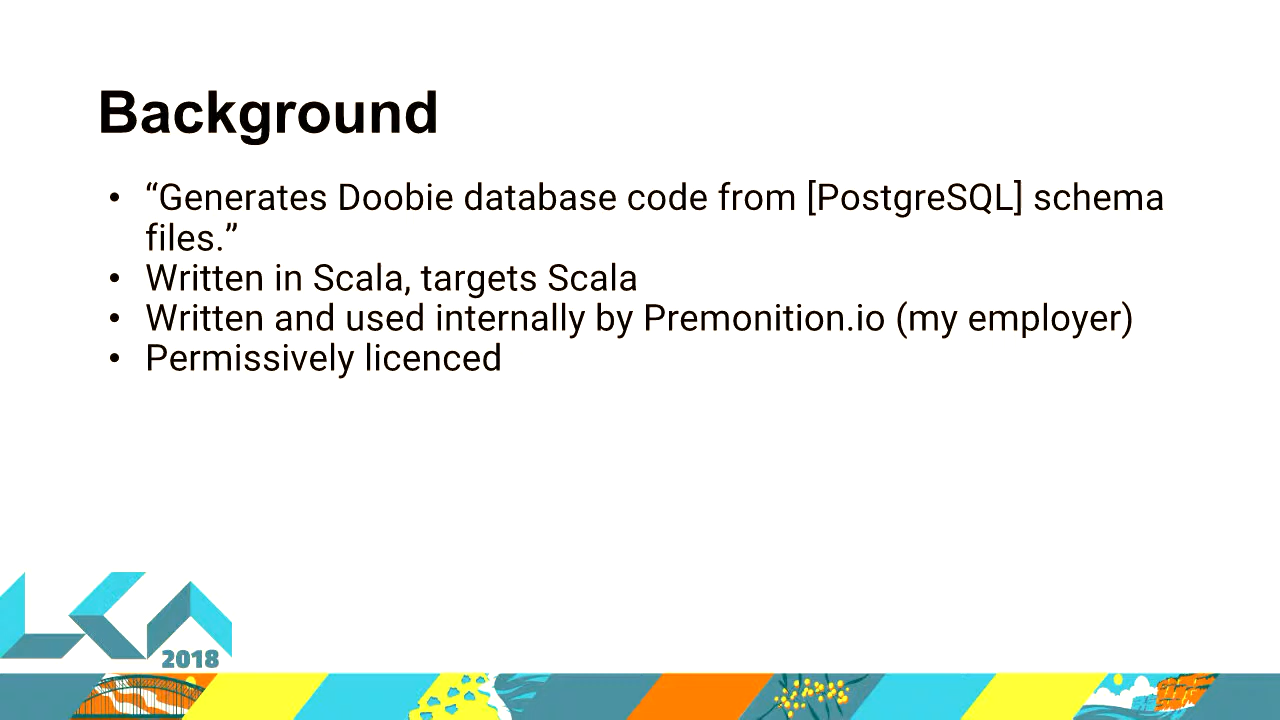 Background
• “Generates Doobie database code from [PostgreSQL] schema
files.”
• Written in Scala, targets Scala
• Written and used internally by Premonition.io (my employer)
• Permissively licenced
LCA
2018